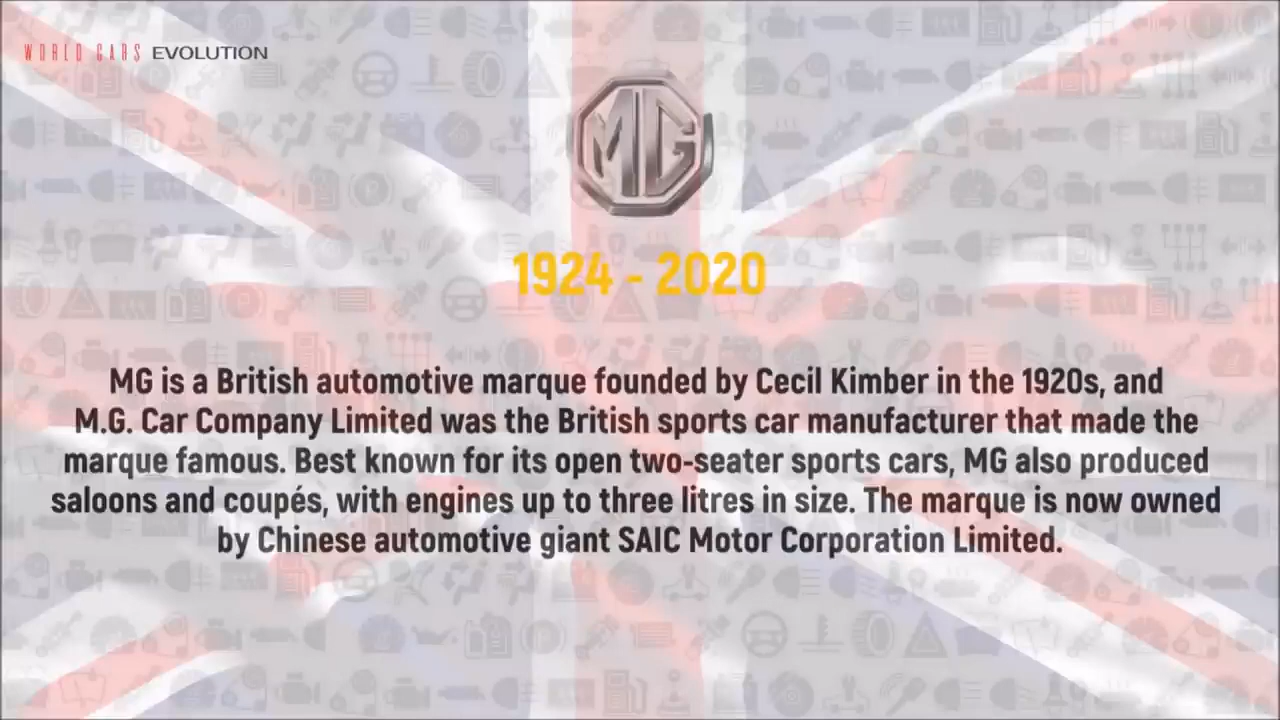 WORLD CARS EVOLUTION
MG
1924 - 2020
MG is a British automotive marque founded by Cecil Kimber in the 1920s, and
M.G. Car Company Limited was the British sports car manufacturer that made the
marque famous. Best known for its open two-seater sports cars, MG also produced
saloons and coupés, with engines up to three litres in size. The marque is now owned
by Chinese automotive giant SAIC Motor Corporation Limited.